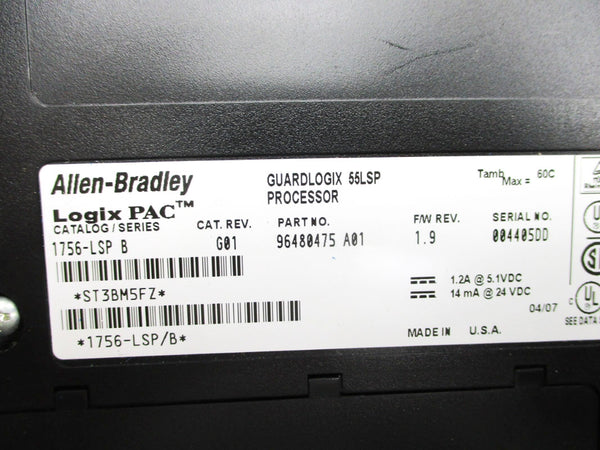 Allen-Bradley
Logix PAC™
GUARDLOGIX 55LSP
PROCESSOR
Tamb Max = 60C
CATALOG / SERIES
CAT. REV.
PART NO.
F/W REV.
SERIAL NO.
1756-LSP B
G01
96480475 A01
1.9
004405DD
*ST3BM5FZ*
1.2A @ 5.1VDC
14 mA @ 24 VDC
*1756-LSP/B*
MADE IN U.S.A.
04/07
UL
C UL
SEE DATA